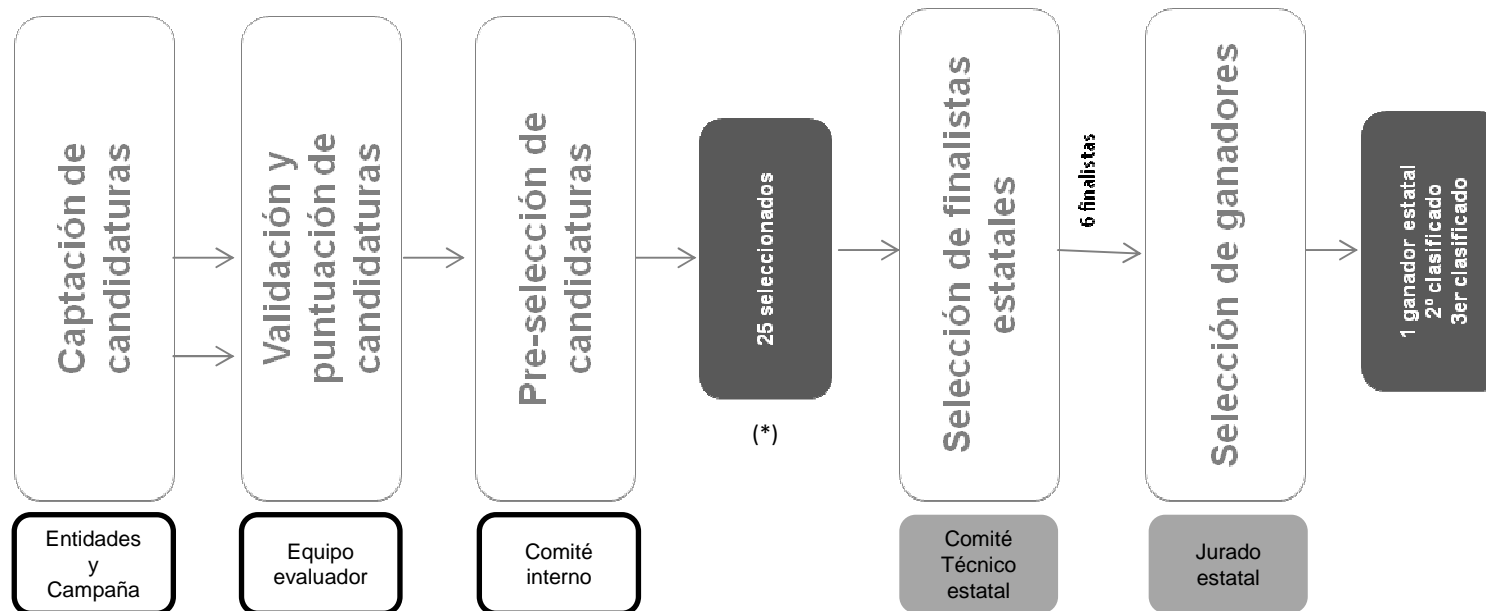 Captación de
candidaturas
Validación y
puntuación de
candidaturas
Pre-selección de
candidaturas
25 seleccionados
(*)
Selección de finalistas
estatales
6 finalistas
Selección de ganadores
1 ganador estatal
2º clasificado
3er clasificado
Entidades
y
Campaña
Equipo
evaluador
Comité
interno
Comité
Técnico
estatal
Jurado
estatal